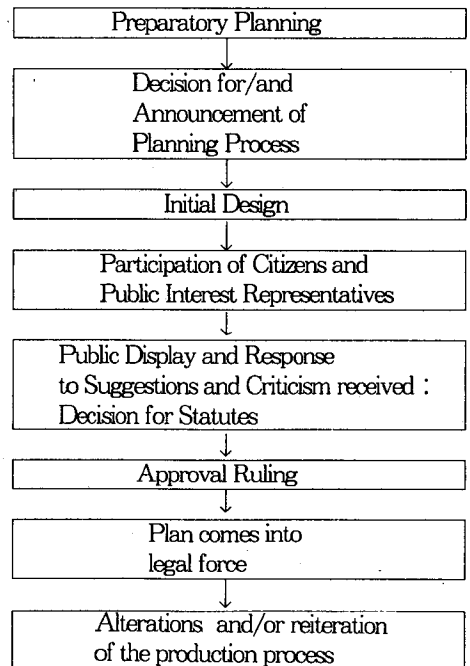 Preparatory Planning
Decision for/and
Announcement of
Planning Process
Initial Design
Participation of Citizens and
Public Interest Representatives
Public Display and Response
to Suggestions and Criticism received :
Decision for Statutes
Approval Ruling
Plan comes into
legal force
Alterations and/or reiteration
of the production process